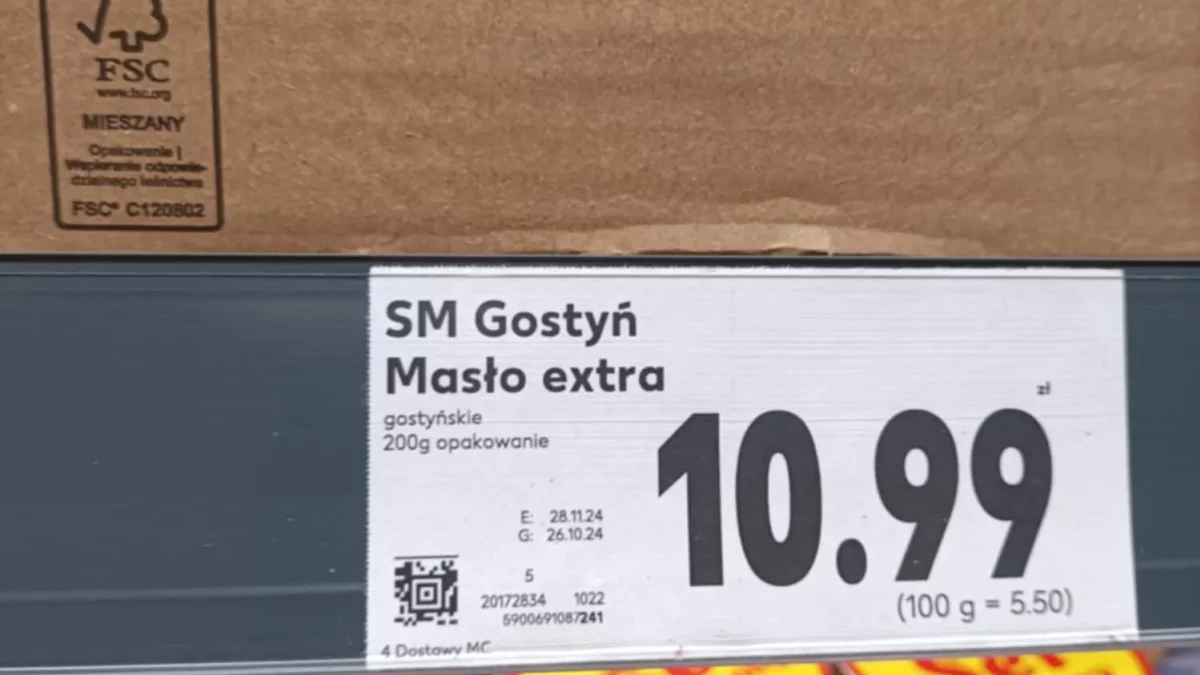 FSC
www.fsc.org
MIESZANY
Opakowanie |
Wspieranie odpowie-
dzialnego leśnictwa
FSC® C120802
SM Gostyń
Masło extra
gostyńskie
200g opakowanie
zł
10.99
E: 28.11.24
G: 26.10.24
5
20172834 1022
5900691087241
(100 g = 5.50)
4 Dostawy MC